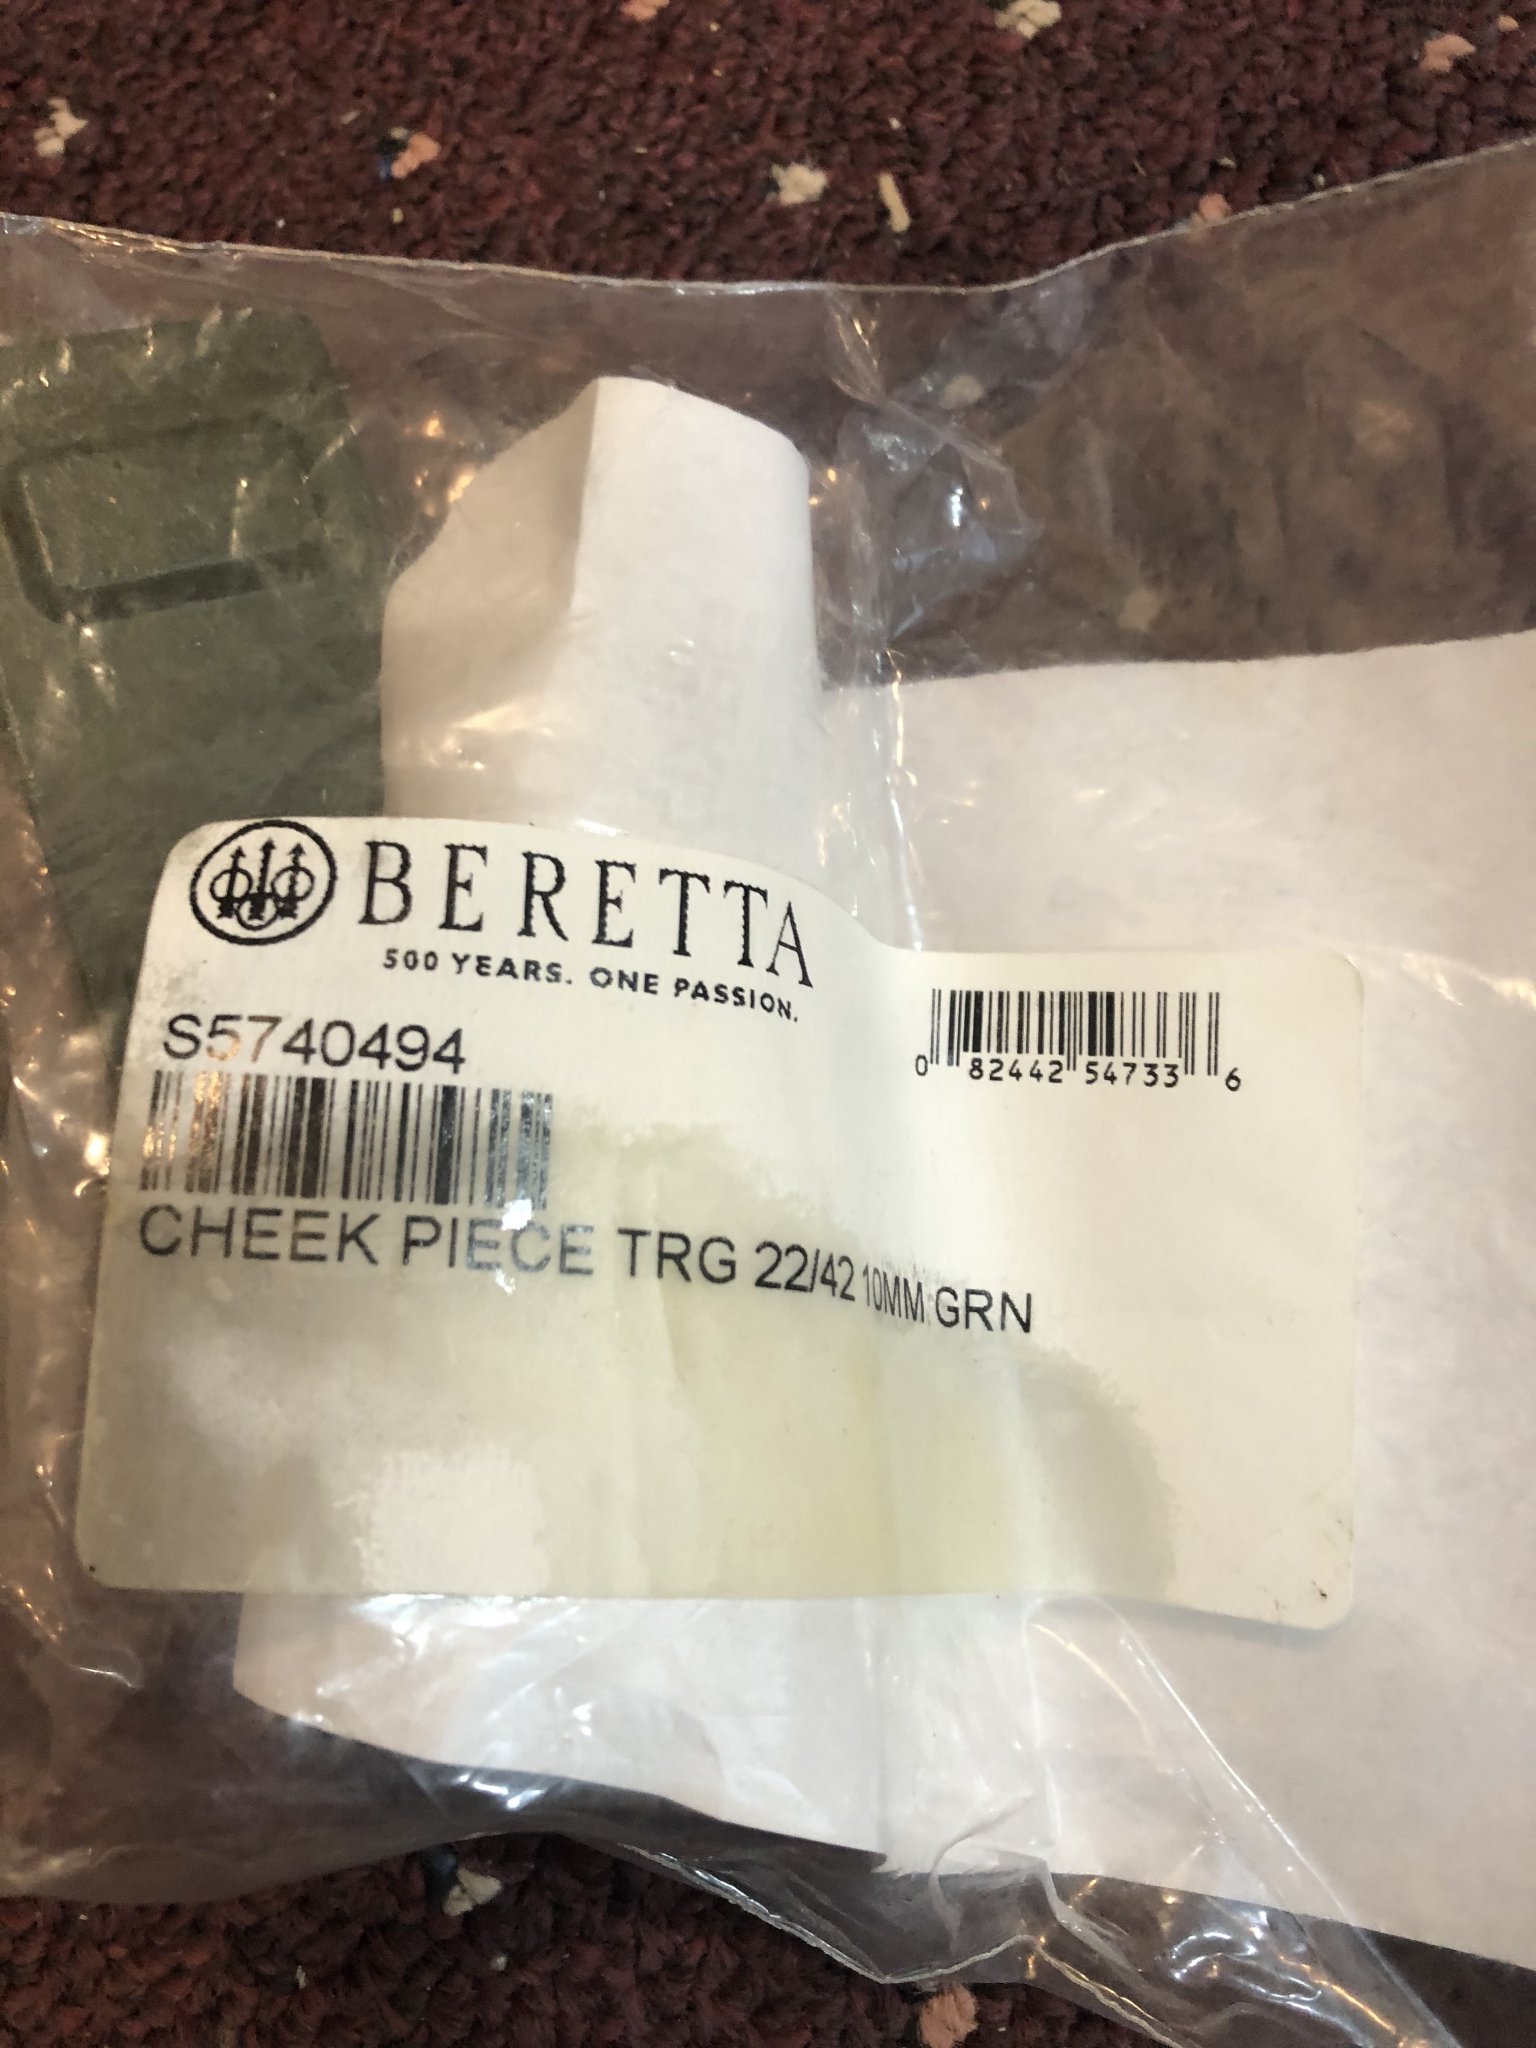 BERETTA
500 YEARS. ONE PASSION.
S5740494
CHEEK PIECE TRG 22/42 10MM GRN
0 82442 54733 6